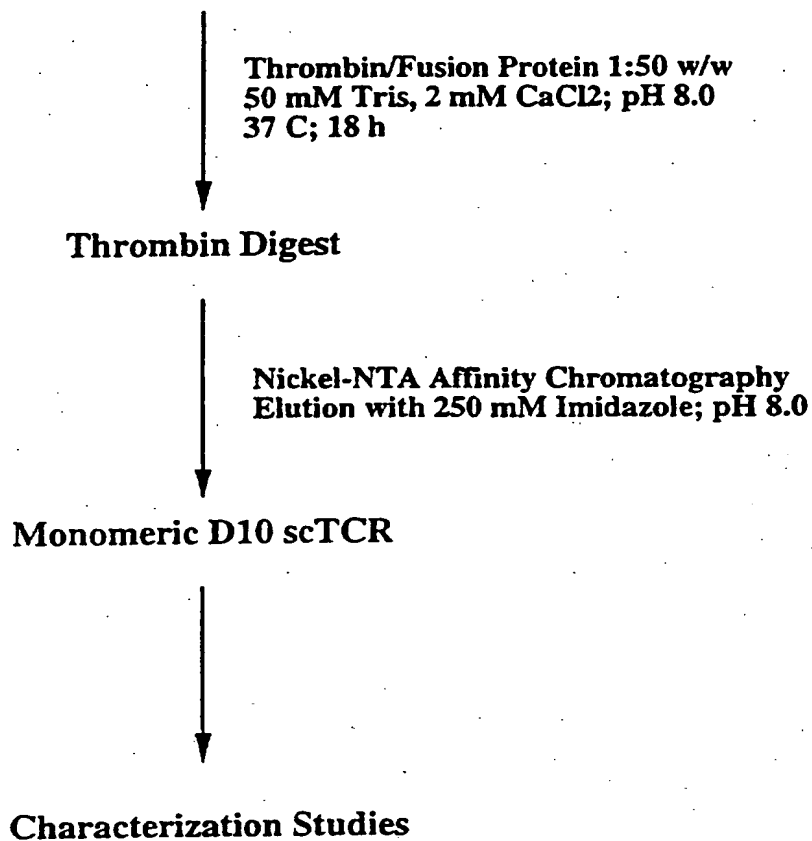 Thrombin/Fusion Protein 1:50 w/w
50 mM Tris, 2 mM CaCl2; pH 8.0
37 C; 18 h
Thrombin Digest
Nickel-NTA Affinity Chromatography
Elution with 250 mM Imidazole; pH 8.0
Monomeric D10 scTCR
Characterization Studies